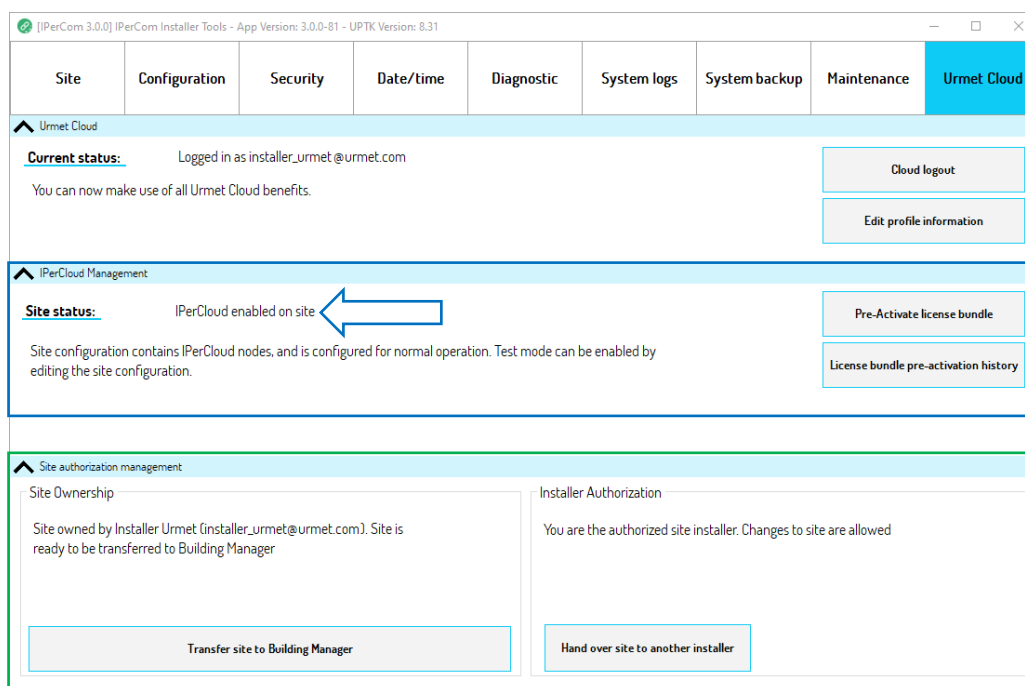 [IPerCom 3.0.0] IPerCom Installer Tools - App Version: 3.0.0-81 - UPTK Version: 8.31
Site
Configuration
Security
Date/time
Diagnostic
System logs
System backup
Maintenance
Urmet Cloud
Urmet Cloud
Current status:
Logged in as installer_urmet@urmet.com
You can now make use of all Urmet Cloud benefits.
Cloud logout
Edit profile information
IPerCloud Management
Site status:
IPerCloud enabled on site
Site configuration contains IPerCloud nodes, and is configured for normal operation. Test mode can be enabled by
editing the site configuration.
Pre-Activate license bundle
License bundle pre-activation history
Site authorization management
Site Ownership
Site owned by Installer Urmet (installer_urmet@urmet.com). Site is
ready to be transferred to Building Manager
Transfer site to Building Manager
Installer Authorization
You are the authorized site installer. Changes to site are allowed
Hand over site to another installer